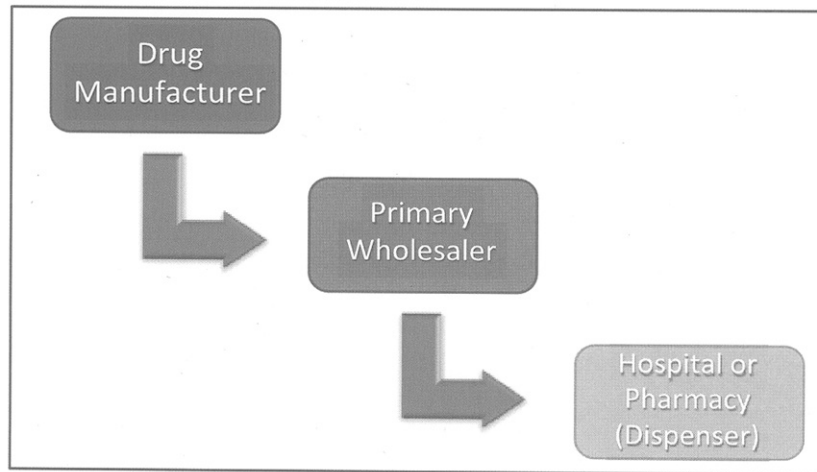 Drug
Manufacturer
Primary
Wholesaler
Hospital or
Pharmacy
(Dispenser)